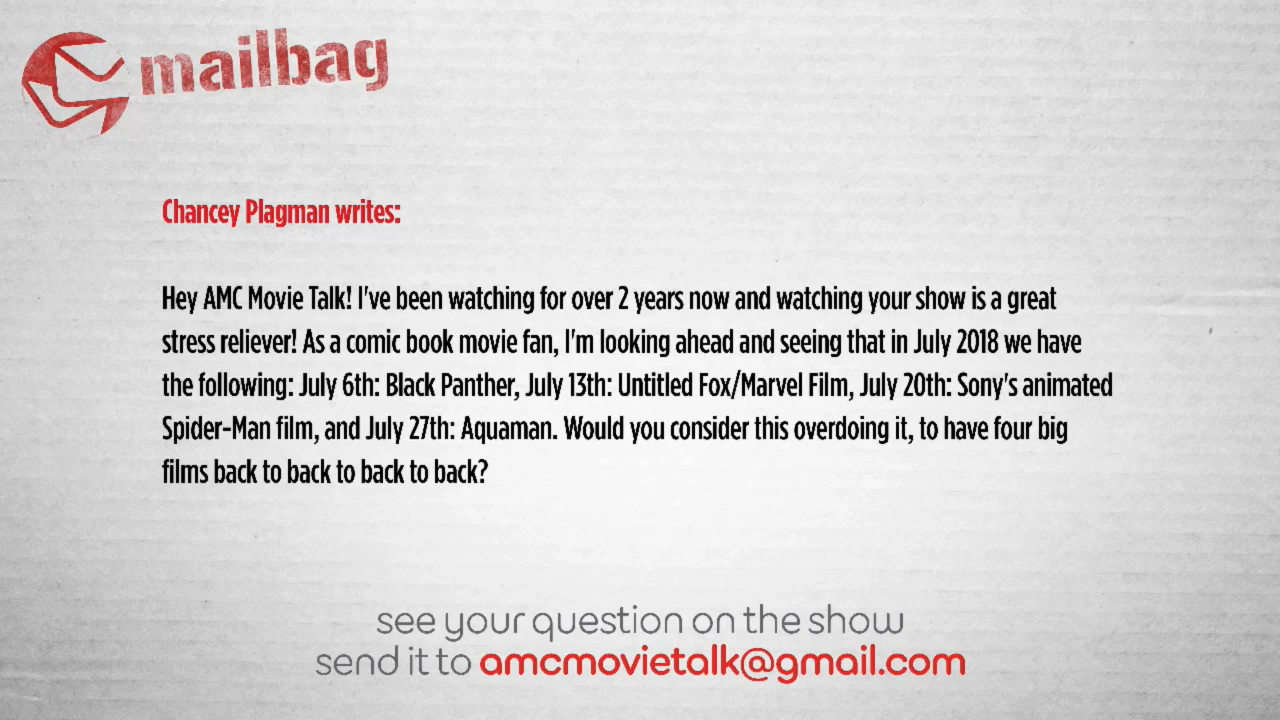 mailbag
Chancey Plagman writes:
Hey AMC Movie Talk! I've been watching for over 2 years now and watching your show is a great
stress reliever! As a comic book movie fan, I'm looking ahead and seeing that in July 2018 we have
the following: July 6th: Black Panther, July 13th: Untitled Fox/Marvel Film, July 20th: Sony's animated
Spider-Man film, and July 27th: Aquaman. Would you consider this overdoing it, to have four big
films back to back to back to back?
see your question on the show
send it to amcmovietalk@gmail.com